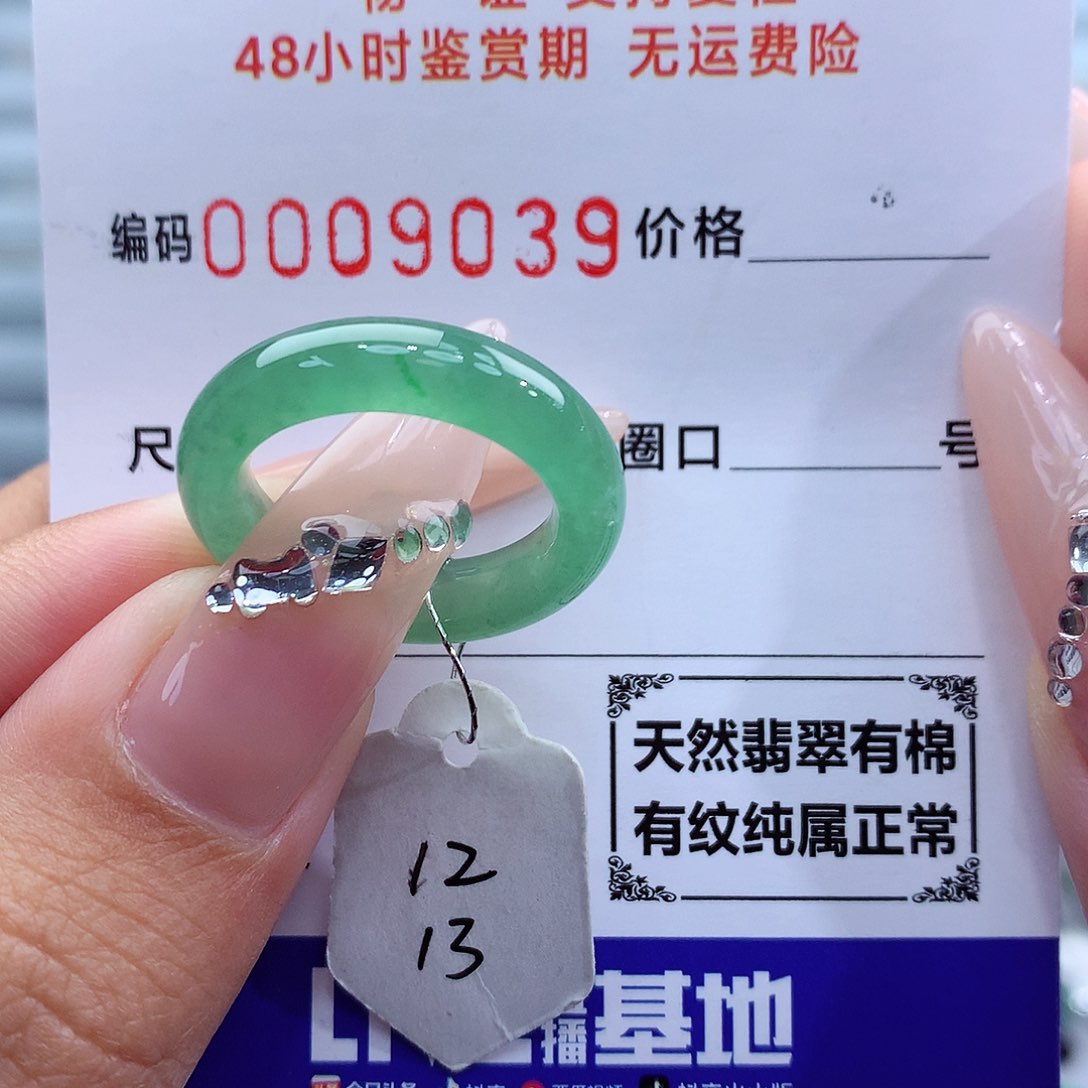 48小时鉴赏期 无运费险
编码0009039价格
尺
圈口
号
天然翡翠有棉
有纹纯属正常
12
13
播基地